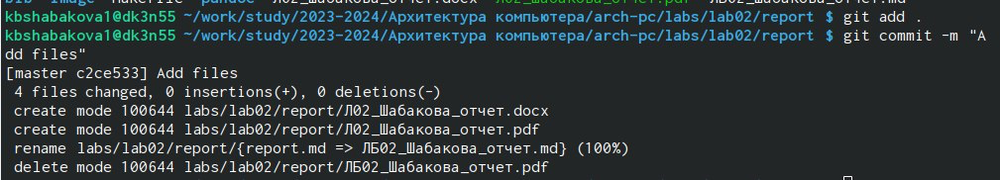 bib image Makefile pandoc Л02_Шабакова_отчет.docx Л02_Шабакова_отчет.pdf ЛБ02_Шабакова_отчет.md
kbshabakova1@dk3n55 ~/work/study/2023-2024/Архитектура компьютера/arch-pc/labs/lab02/report $ git add .
kbshabakova1@dk3n55 ~/work/study/2023-2024/Архитектура компьютера/arch-pc/labs/lab02/report $ git commit -m "A
dd files"
[master c2ce533] Add files
4 files changed, 0 insertions(+), 0 deletions(-)
create mode 100644 labs/lab02/report/Л02_Шабакова_отчет.docx
create mode 100644 labs/lab02/report/Л02_Шабакова_отчет.pdf
rename labs/lab02/report/{report.md => ЛБ02_Шабакова_отчет.md} (100%)
delete mode 100644 labs/lab02/report/ЛБ02_Шабакова_отчет.pdf